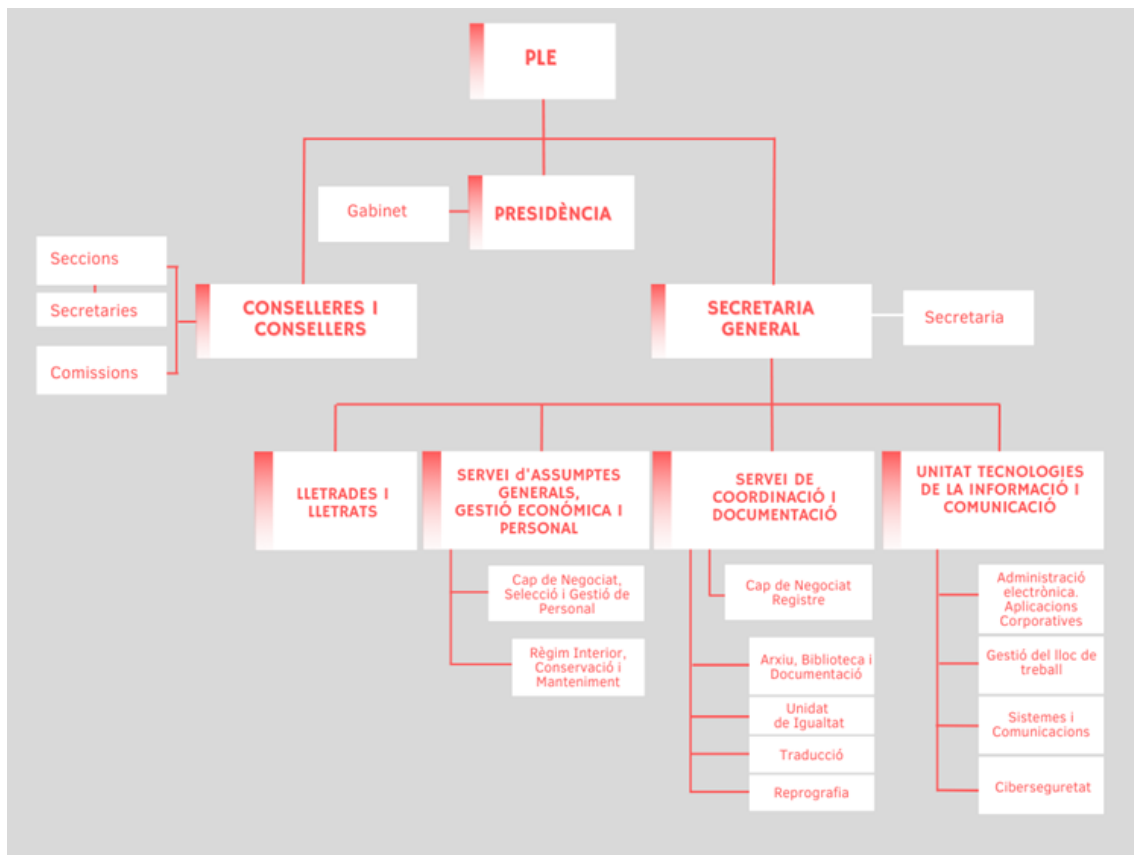 PLE
Gabinet
PRESIDÈNCIA
Seccions
Secretaries
Comissions
CONSELLERES I
CONSELLERS
SECRETARIA
GENERAL
Secretaria
LLETRADES I
LLETRATS
SERVEI d'ASSUMPTES
GENERALS,
GESTIÓ ECONÓMICA I
PERSONAL
SERVEI DE
COORDINACIÓ I
DOCUMENTACIÓ
UNITAT TECNOLOGIES
DE LA INFORMACIÓ I
COMUNICACIÓ
Cap de Negociat,
Selecció i Gestió de
Personal
Règim Interior,
Conservació i
Manteniment
Cap de Negociat
Registre
Arxiu, Biblioteca i
Documentació
Unidat
de Igualtat
Traducció
Reprografia
Administració
electrònica.
Aplicacions
Corporatives
Gestió del lloc de
treball
Sistemes i
Comunicacions
Ciberseguretat